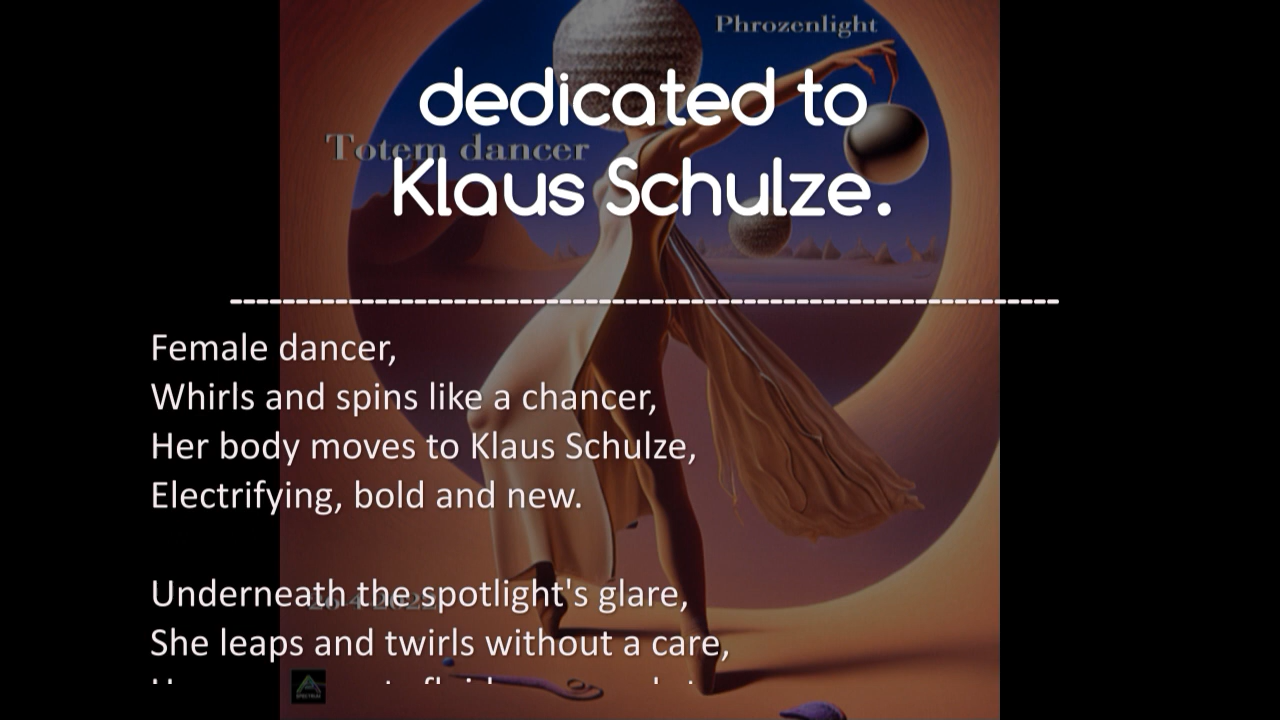 Phrozenlight
dedicated to
Totem dancer
Klaus Schulze.
--------------------------------------------------------------
Female dancer,
Whirls and spins like a chancer,
Her body moves to Klaus Schulze,
Electrifying, bold and new.
Underneath the spotlight's glare,
She leaps and twirls without a care,
SPECTRUM